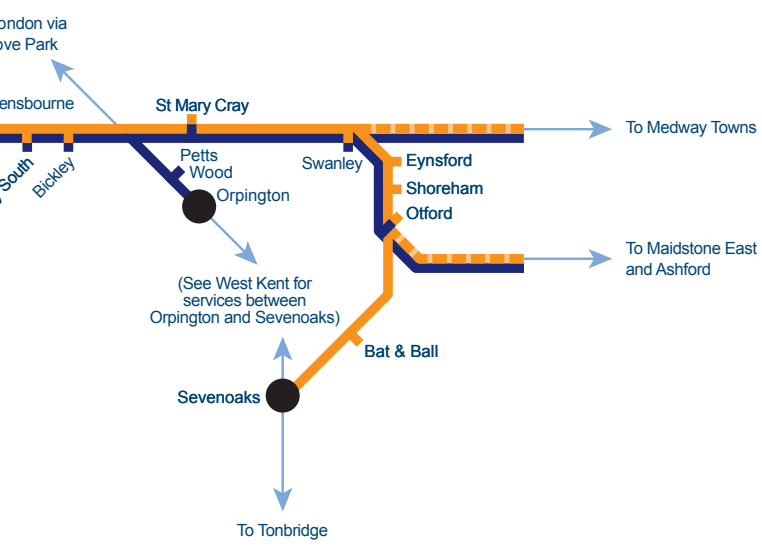 ondon via
ove Park
ensbourne
St Mary Cray
To Medway Towns
South
Bickley
Petts
Wood
Swanley
Eynsford
Shoreham
Orpington
Otford
To Maidstone East
and Ashford
(See West Kent for
services between
Orpington and Sevenoaks)
Bat & Ball
Sevenoaks
To Tonbridge